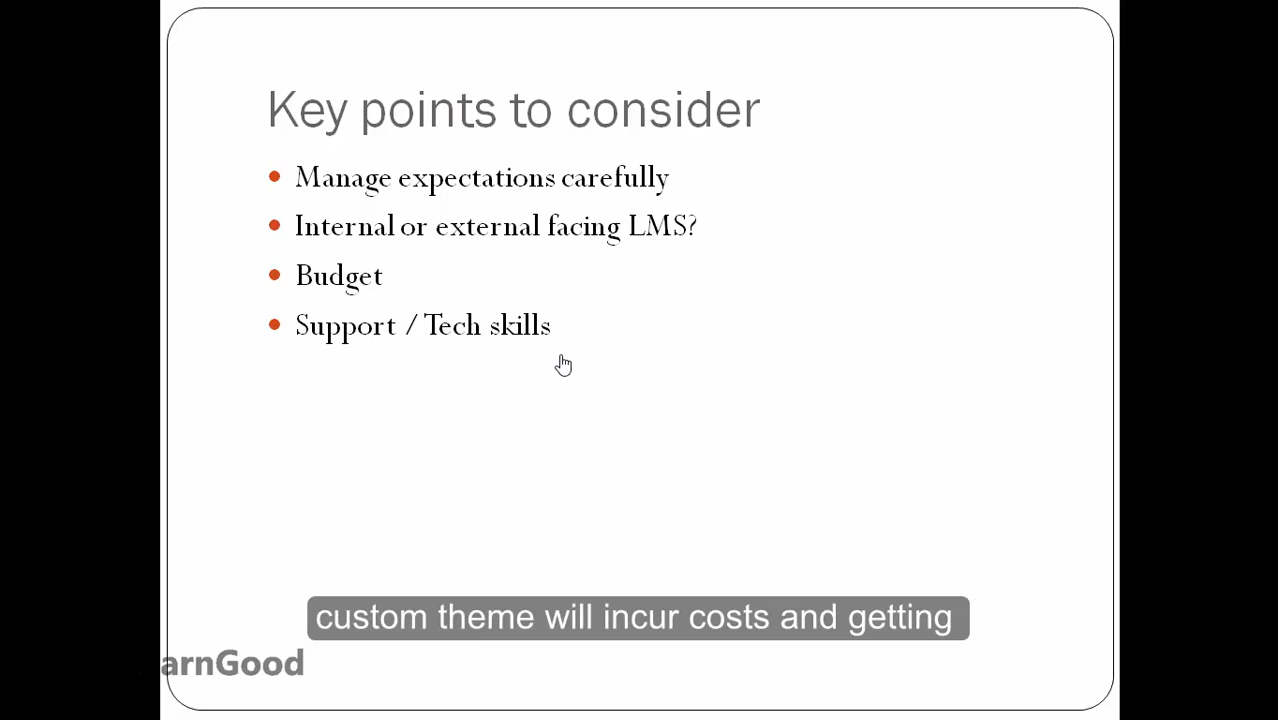 Key points to consider
Manage expectations carefully
Internal or external facing LMS?
Budget
Support / Tech skills
custom theme will incur costs and getting
arnGood